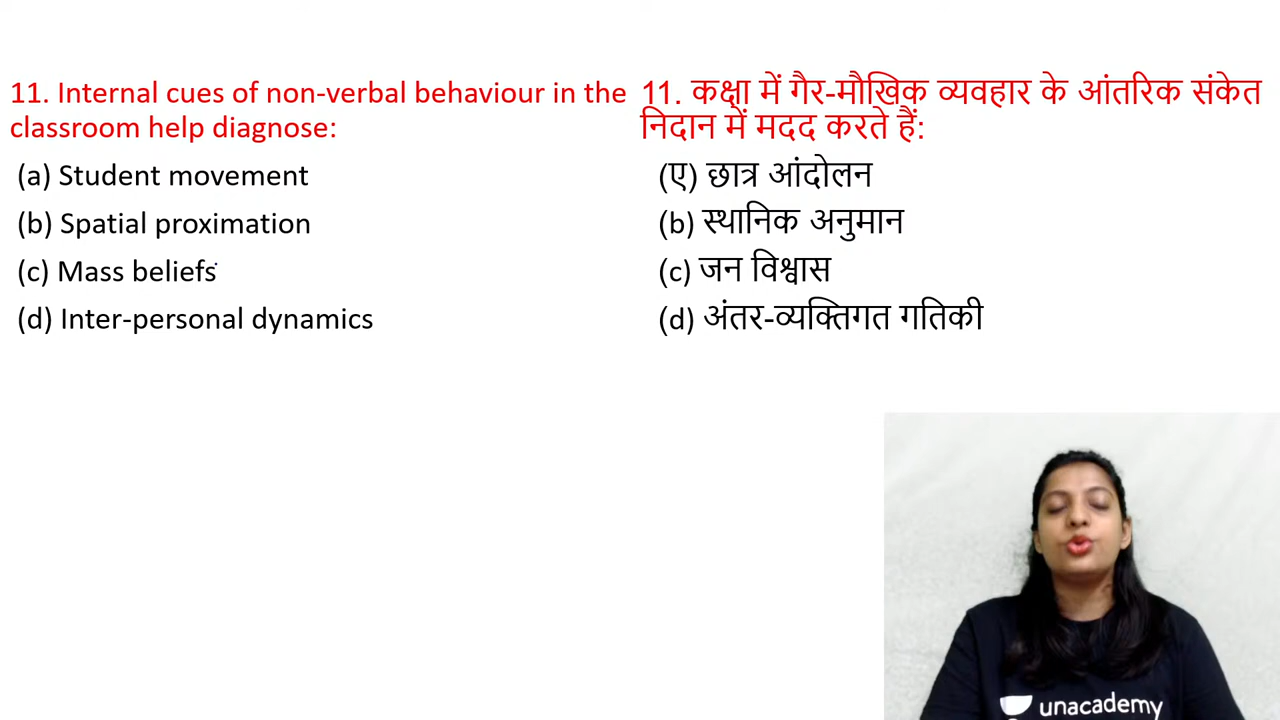 11. Internal cues of non-verbal behaviour in the
classroom help diagnose:
(a) Student movement
(b) Spatial proximation
(c) Mass beliefs
(d) Inter-personal dynamics
11. कक्षा में गैर-मौखिक व्यवहार के आंतरिक संकेत
निदान में मदद करते हैं:
(ए) छात्र आंदोलन
(b) स्थानिक अनुमान
(c) जन विश्वास
(d) अंतर-व्यक्तिगत गतिकी
unacademy